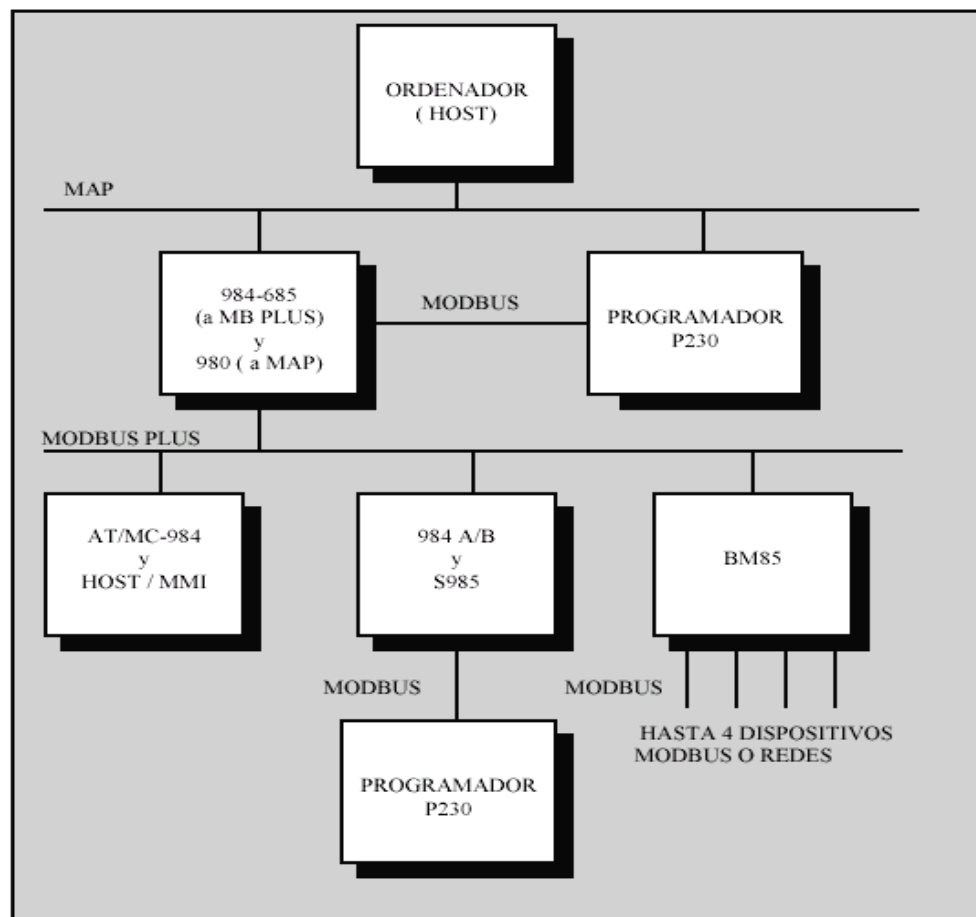 ORDENADOR
( HOST)
MAP
984-685
(a MB PLUS)
y
980 ( a MAP)
MODBUS
PROGRAMADOR
P230
MODBUS PLUS
AT/MC-984
y
HOST / MMI
984 A/B
y
S985
BM85
MODBUS
MODBUS
HASTA 4 DISPOSITIVOS
MODBUS O REDES
PROGRAMADOR
P230